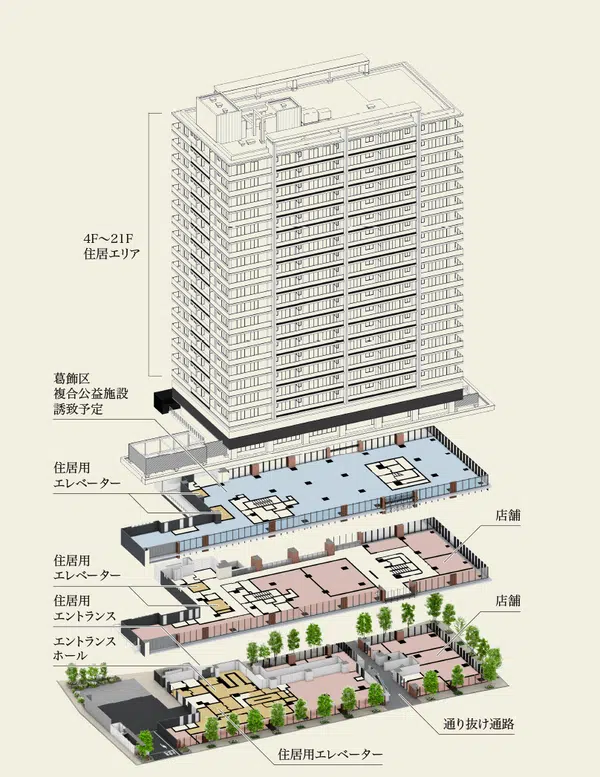 4F〜21F
住居エリア
葛飾区
複合公益施設
誘致予定
住居用
エレベーター
店舗
住居用
エレベーター
住居用
エントランス
店舗
エントランス
ホール
通り抜け通路
住居用エレベーター